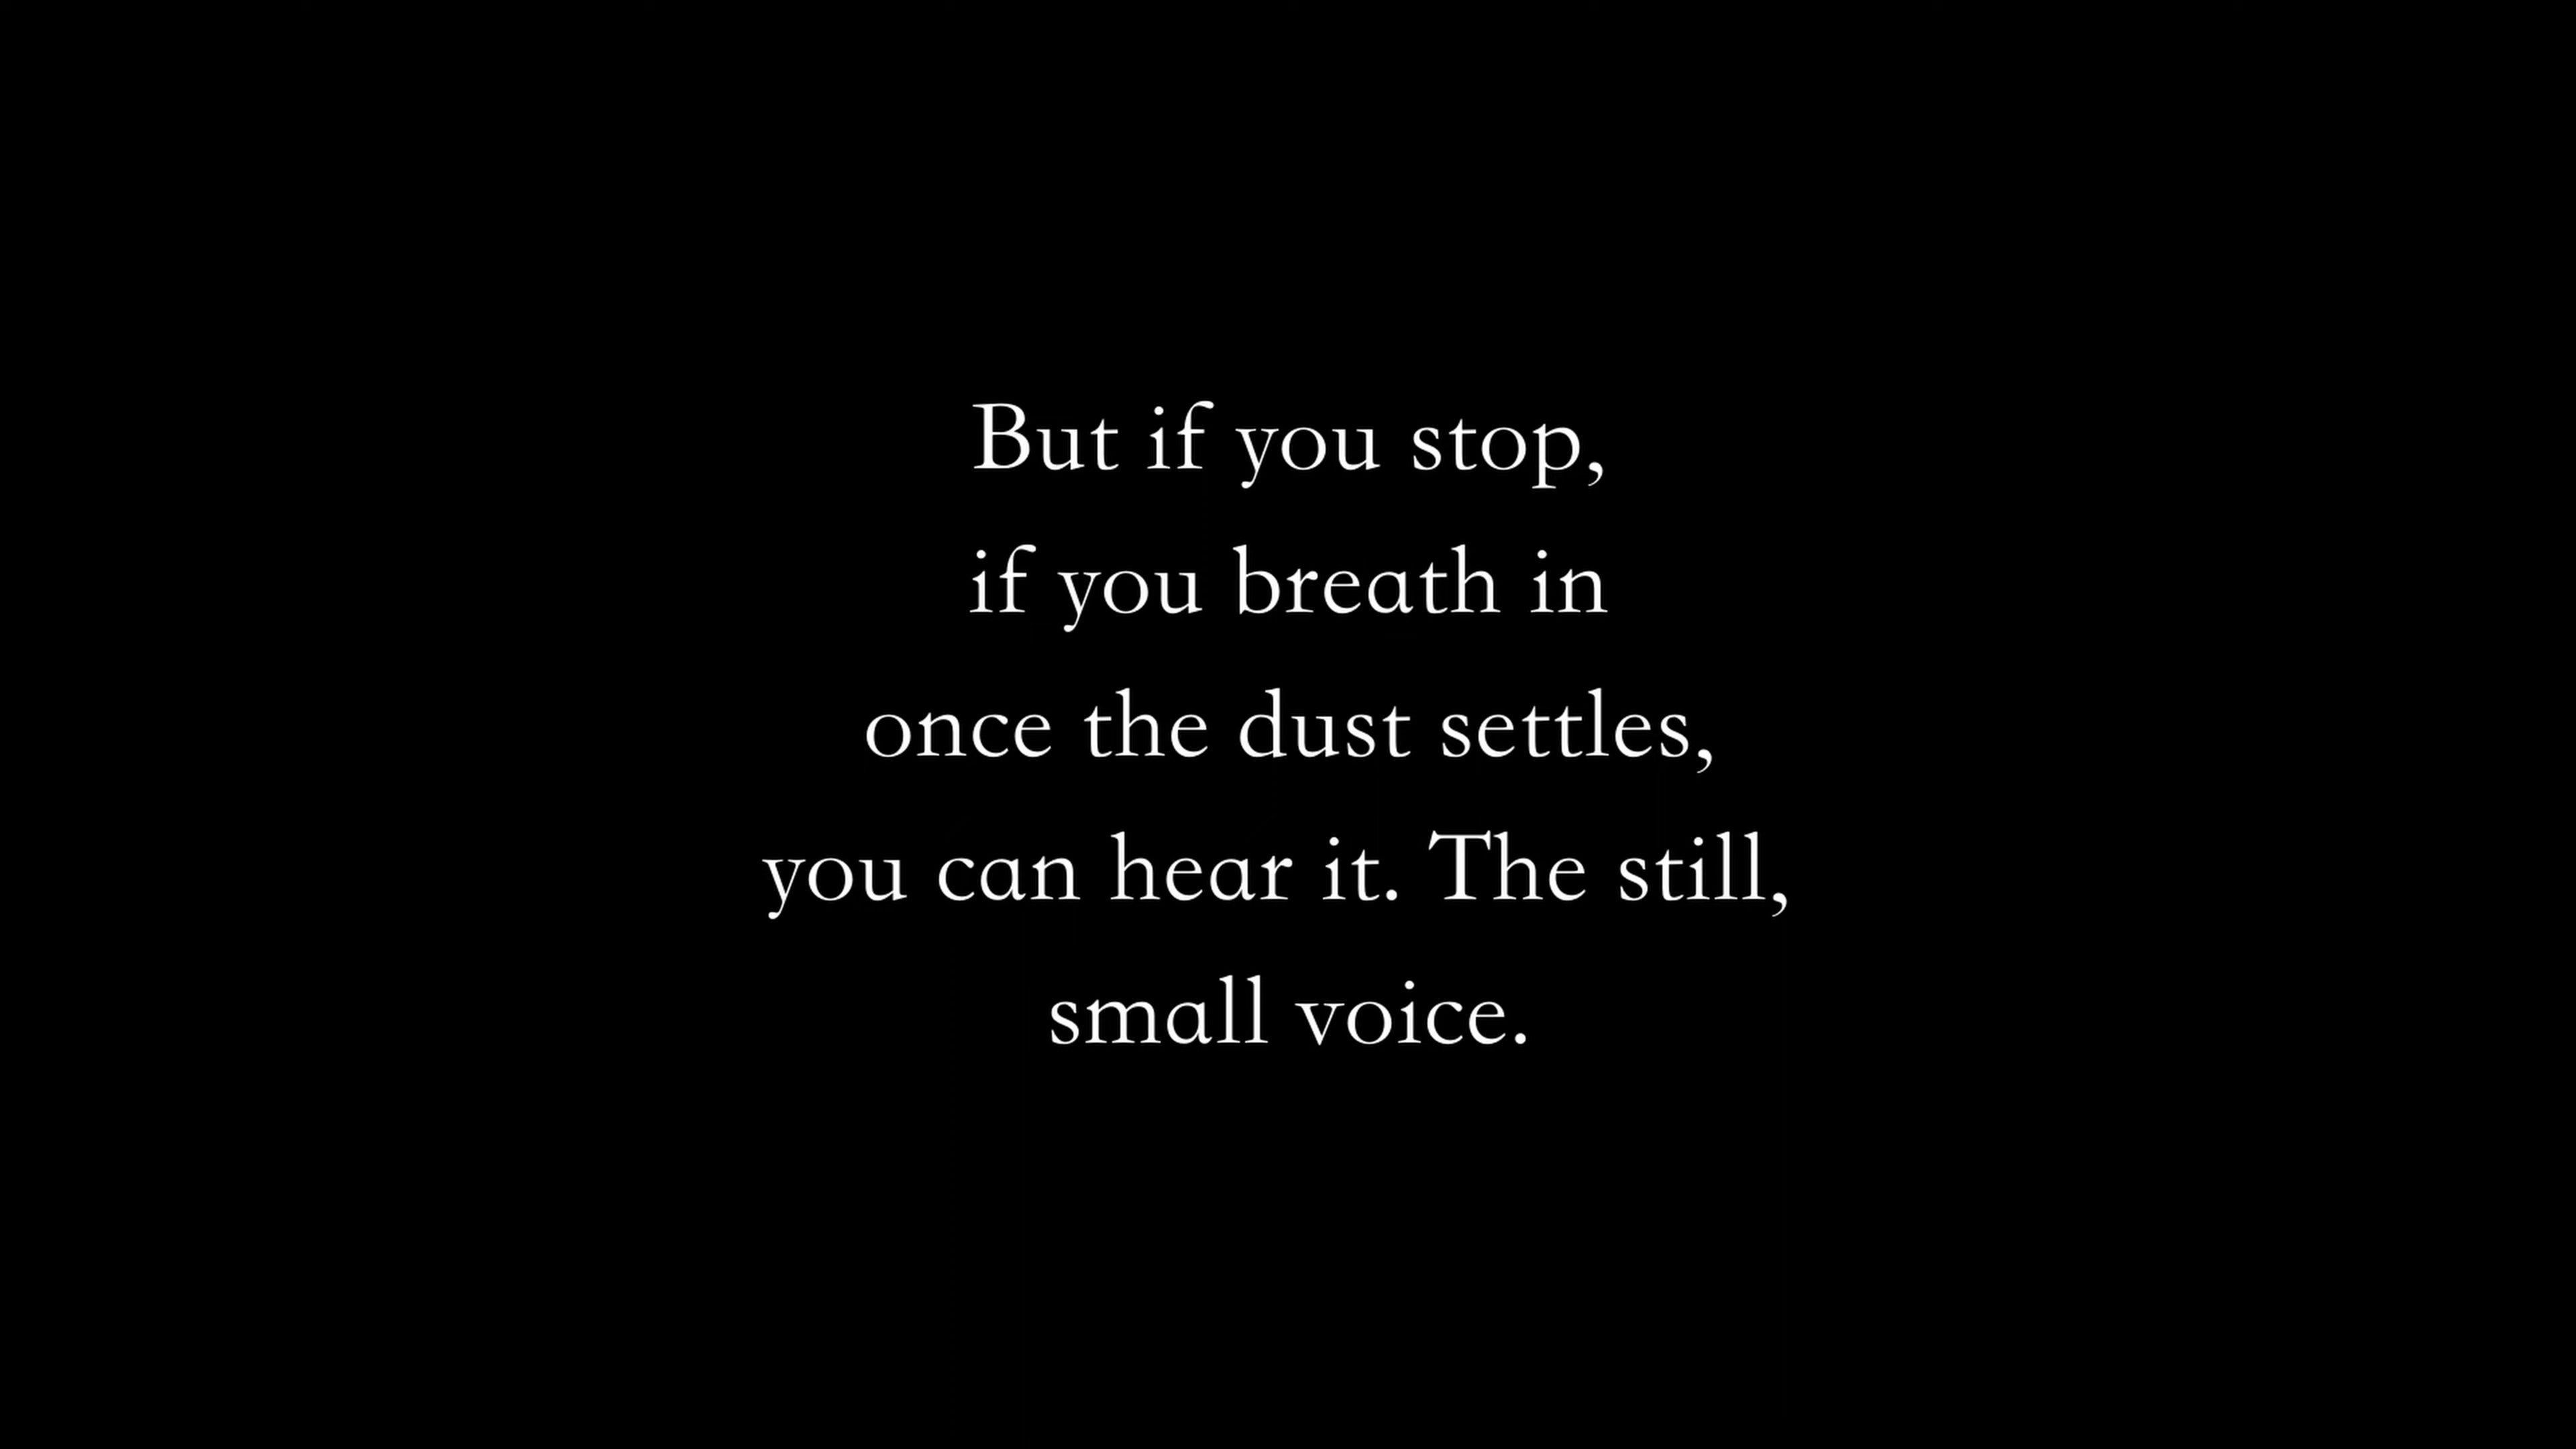 But if you stop,
if you breath in
once the dust settles,
you can hear it. The still,
small voice.